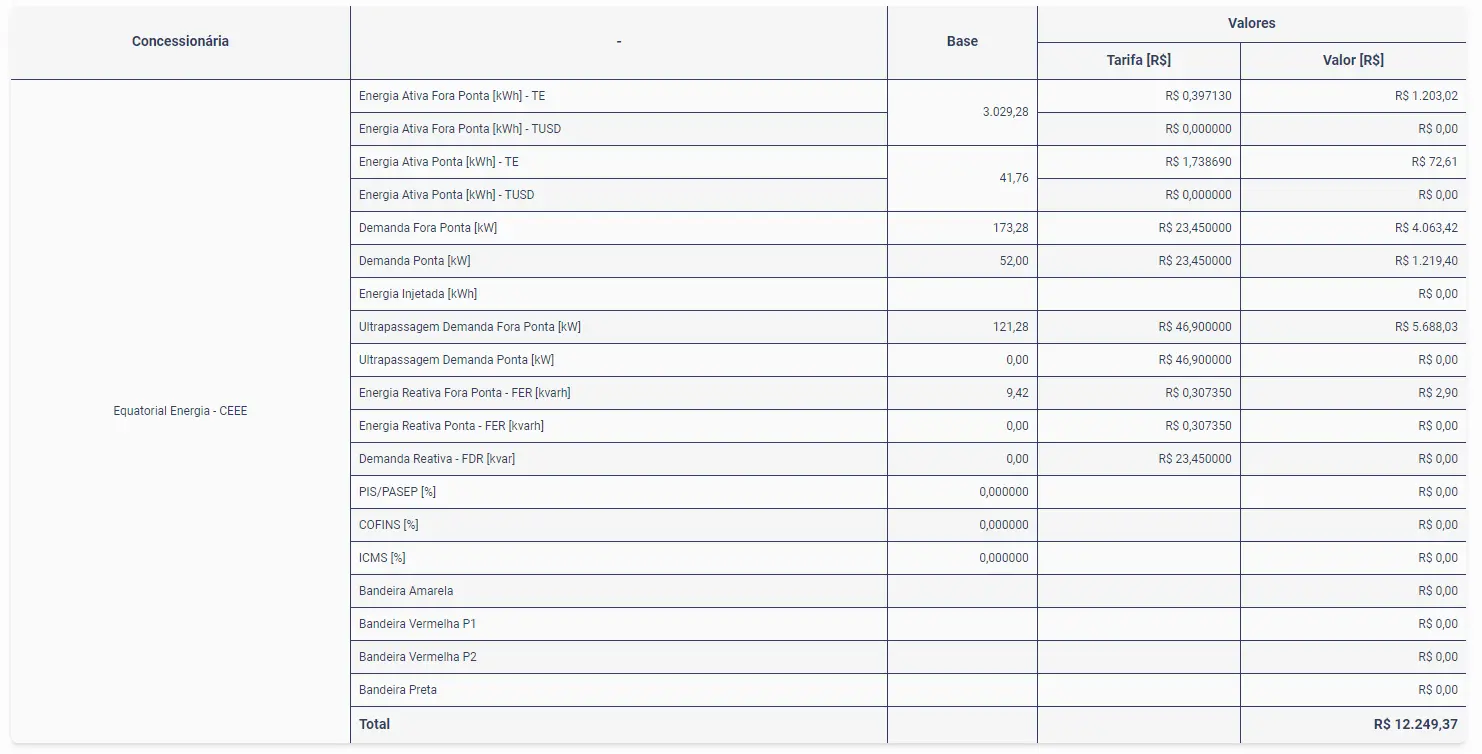 Concessionária - Base Valores
Tarifa [R$] Valor [R$]
Equatorial Energia - CEEE
Energia Ativa Fora Ponta [kWh] - TE 3.029,28 R$ 0,397130 R$ 1.203,02
Energia Ativa Fora Ponta [kWh] - TUSD R$ 0,000000 R$ 0,00
Energia Ativa Ponta [kWh] - TE 41,76 R$ 1,738690 R$ 72,61
Energia Ativa Ponta [kWh] - TUSD R$ 0,000000 R$ 0,00
Demanda Fora Ponta [kW] 173,28 R$ 23,450000 R$ 4.063,42
Demanda Ponta [kW] 52,00 R$ 23,450000 R$ 1.219,40
Energia Injetada [kWh] R$ 0,00
Ultrapassagem Demanda Fora Ponta [kW] 121,28 R$ 46,900000 R$ 5.688,03
Ultrapassagem Demanda Ponta [kW] 0,00 R$ 46,900000 R$ 0,00
Energia Reativa Fora Ponta - FER [kvarh] 9,42 R$ 0,307350 R$ 2,90
Energia Reativa Ponta - FER [kvarh] 0,00 R$ 0,307350 R$ 0,00
Demanda Reativa - FDR [kvar] 0,00 R$ 23,450000 R$ 0,00
PIS/PASEP [%] 0,000000 R$ 0,00
COFINS [%] 0,000000 R$ 0,00
ICMS [%] 0,000000 R$ 0,00
Bandeira Amarela R$ 0,00
Bandeira Vermelha P1 R$ 0,00
Bandeira Vermelha P2 R$ 0,00
Bandeira Preta R$ 0,00
Total R$ 12.249,37